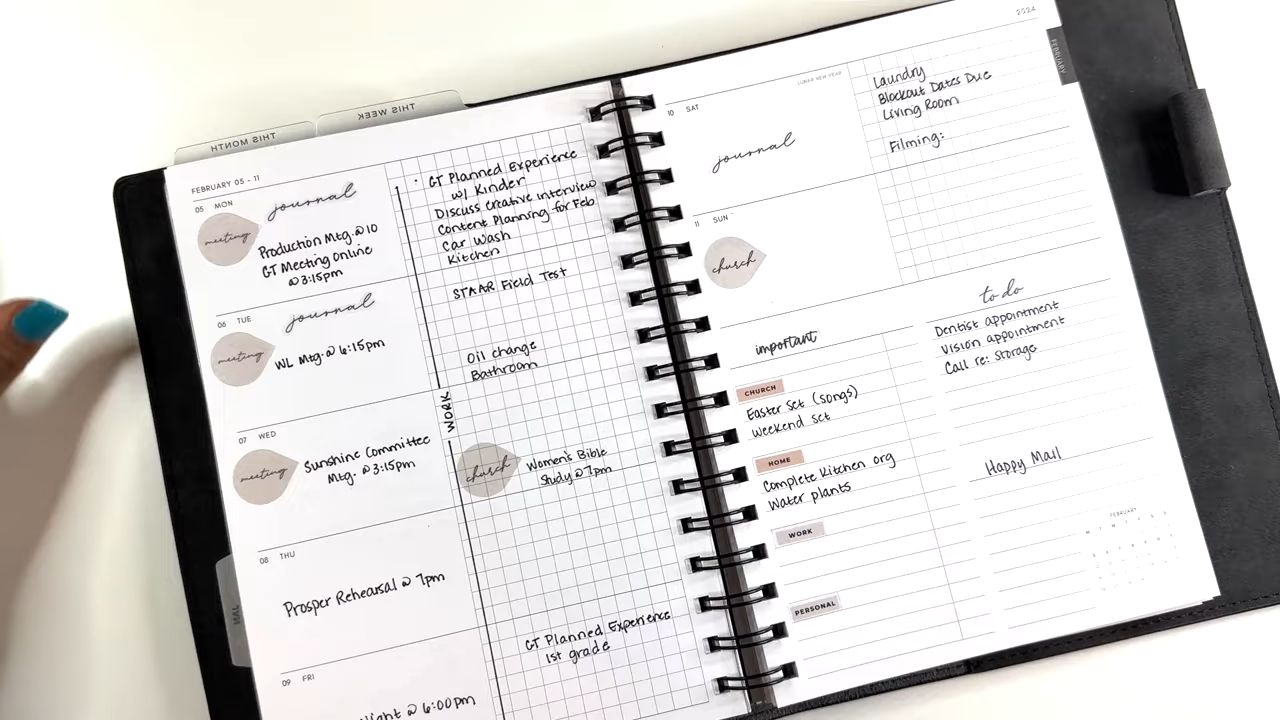 THIS MONTH
THIS WEEK
FEBRUARY 05 - 11
05 MON
journal
meeting
Production Mtg. @ 10
GT Meeting Online
@ 3:15pm
GT Planned Experience
w/ Kinder
Discuss creative interview
Content Planning for Feb
Car Wash
Kitchen
06 TUE
journal
meeting
WL Mtg @ 6:15pm
STAAR Field Test
Oil change
Bathroom
WORK
07 WED
meeting
Sunshine Committee
Mtg. @ 3:15pm
church
Women's Bible
Study @ 7pm
08 THU
Prosper Rehearsal @ 7pm
GT Planned Experience
1st grade
09 FRI
@ 6:00pm
2024
FEBRUARY
10 SAT
LUNAR NEW YEAR
journal
Laundry
Blockout Dates Due
Living Room
Filming:
11 SUN
church
important
CHURCH
Easter Set (songs)
Weekend set
HOME
Complete Kitchen org
Water plants
WORK
PERSONAL
to do
Dentist appointment
Vision appointment
Call re: Storage
Happy Mail
FEBRUARY
M T W T F S S
JAN